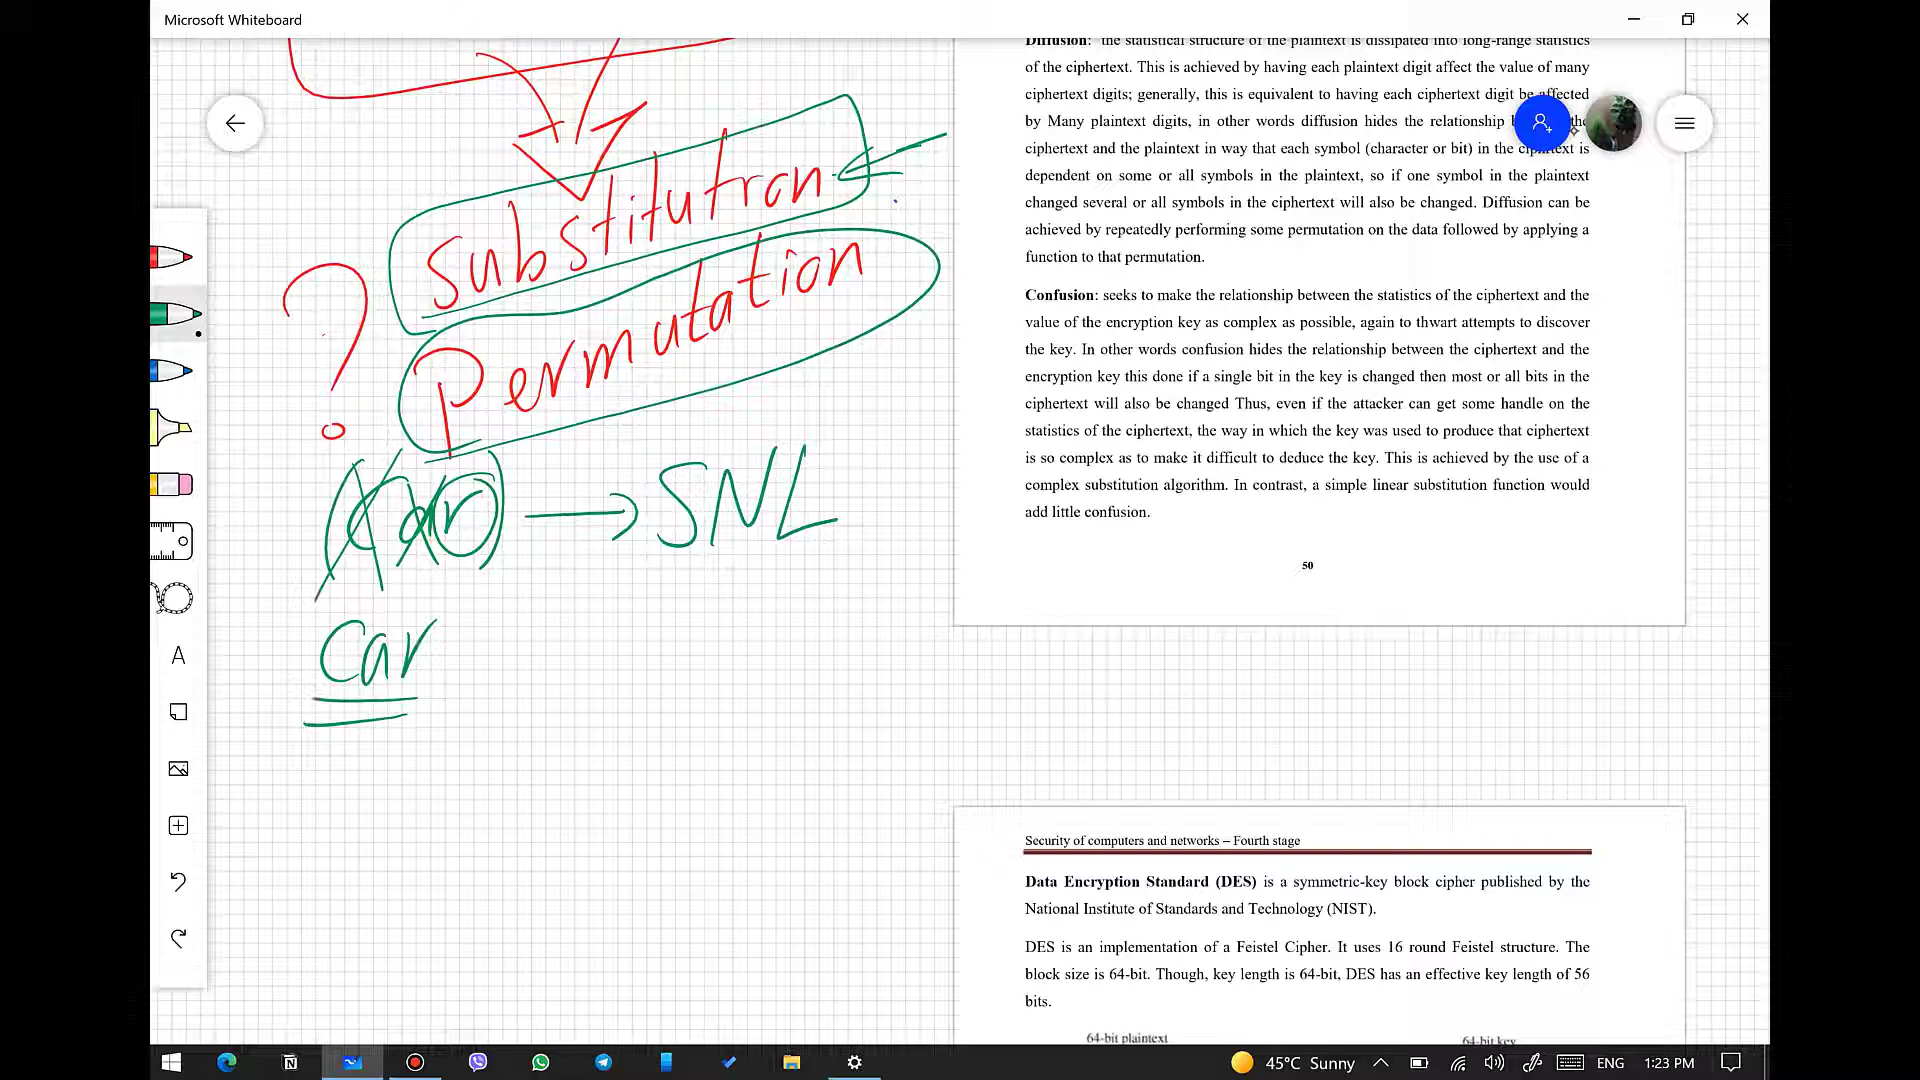 Microsoft Whiteboard
Substitution
Permutation
?
Car → SNL
Car
A
Diffusion: the statistical structure of the plaintext is dissipated into long-range statistics
of the ciphertext. This is achieved by having each plaintext digit affect the value of many
ciphertext digits; generally, this is equivalent to having each ciphertext digit be affected
by Many plaintext digits, in other words diffusion hides the relationship the
ciphertext and the plaintext in way that each symbol (character or bit) in the ciphertext is
dependent on some or all symbols in the plaintext, so if one symbol in the plaintext
changed several or all symbols in the ciphertext will also be changed. Diffusion can be
achieved by repeatedly performing some permutation on the data followed by applying a
function to that permutation.
Confusion: seeks to make the relationship between the statistics of the ciphertext and the
value of the encryption key as complex as possible, again to thwart attempts to discover
the key. In other words confusion hides the relationship between the ciphertext and the
encryption key this done if a single bit in the key is changed then most or all bits in the
ciphertext will also be changed Thus, even if the attacker can get some handle on the
statistics of the ciphertext, the way in which the key was used to produce that ciphertext
is so complex as to make it difficult to deduce the key. This is achieved by the use of a
complex substitution algorithm. In contrast, a simple linear substitution function would
add little confusion.
50
Security of computers and networks – Fourth stage
Data Encryption Standard (DES) is a symmetric-key block cipher published by the
National Institute of Standards and Technology (NIST).
DES is an implementation of a Feistel Cipher. It uses 16 round Feistel structure. The
block size is 64-bit. Though, key length is 64-bit, DES has an effective key length of 56
bits.
64-bit plaintext 64-bit key
45°C Sunny ENG 1:23 PM